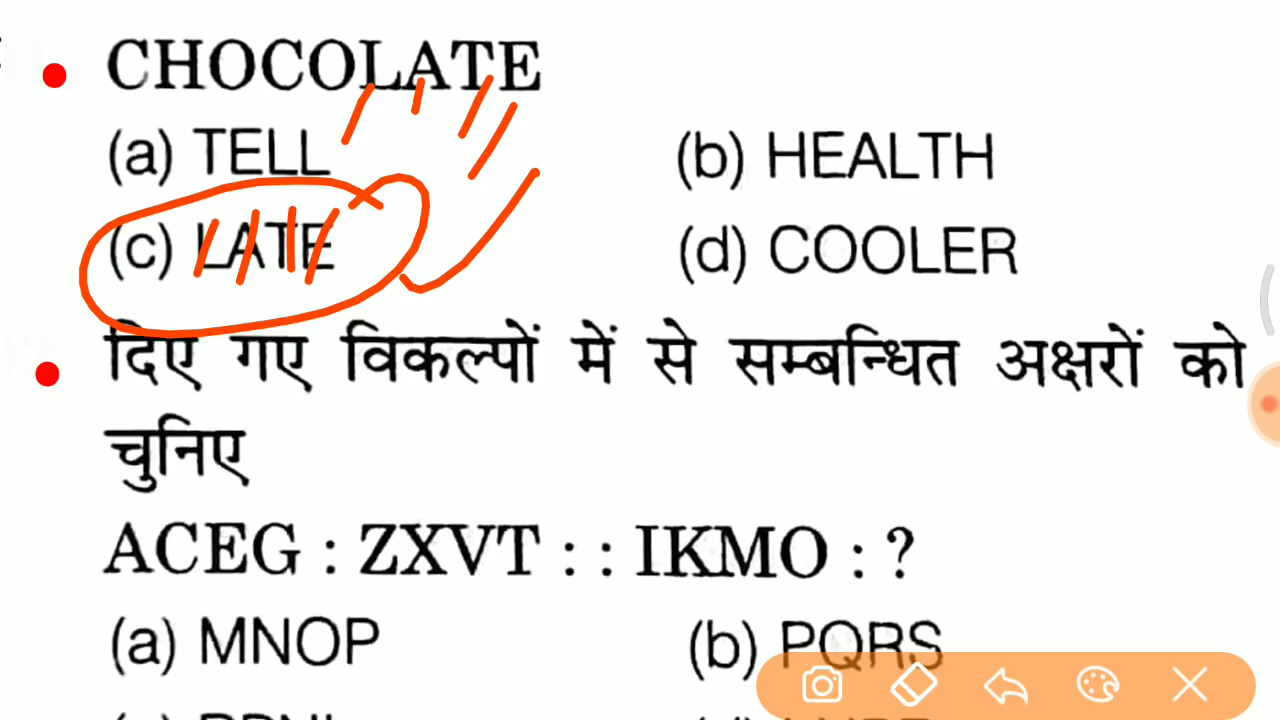 CHOCOLATE
(a) TELL (b) HEALTH
(c) LATE (d) COOLER
दिए गए विकल्पों में से सम्बन्धित अक्षरों को
चुनिए
ACEG : ZXVT : : IKMO : ?
(a) MNOP (b) PQRS